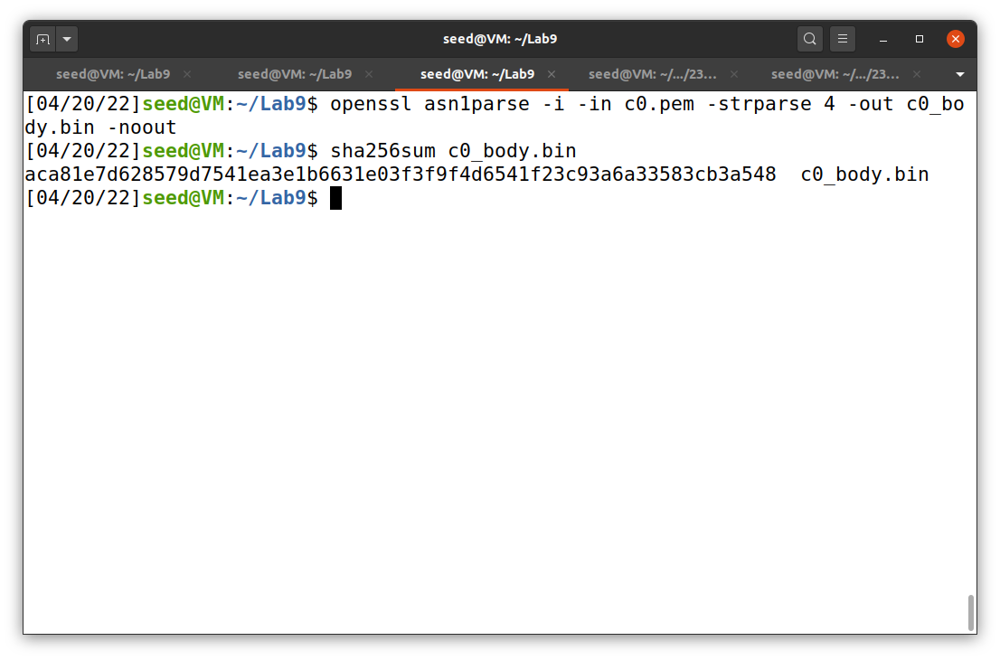 seed@VM: ~/Lab9
seed@VM: ~/Lab9 seed@VM: ~/Lab9 seed@VM: ~/Lab9 seed@VM: ~/.../23... seed@VM: ~/.../23...
[04/20/22]seed@VM:~/Lab9$ openssl asn1parse -i -in c0.pem -strparse 4 -out c0_bo
dy.bin -noout
[04/20/22]seed@VM:~/Lab9$ sha256sum c0_body.bin
aca81e7d628579d7541ea3e1b6631e03f3f9f4d6541f23c93a6a33583cb3a548  c0_body.bin
[04/20/22]seed@VM:~/Lab9$